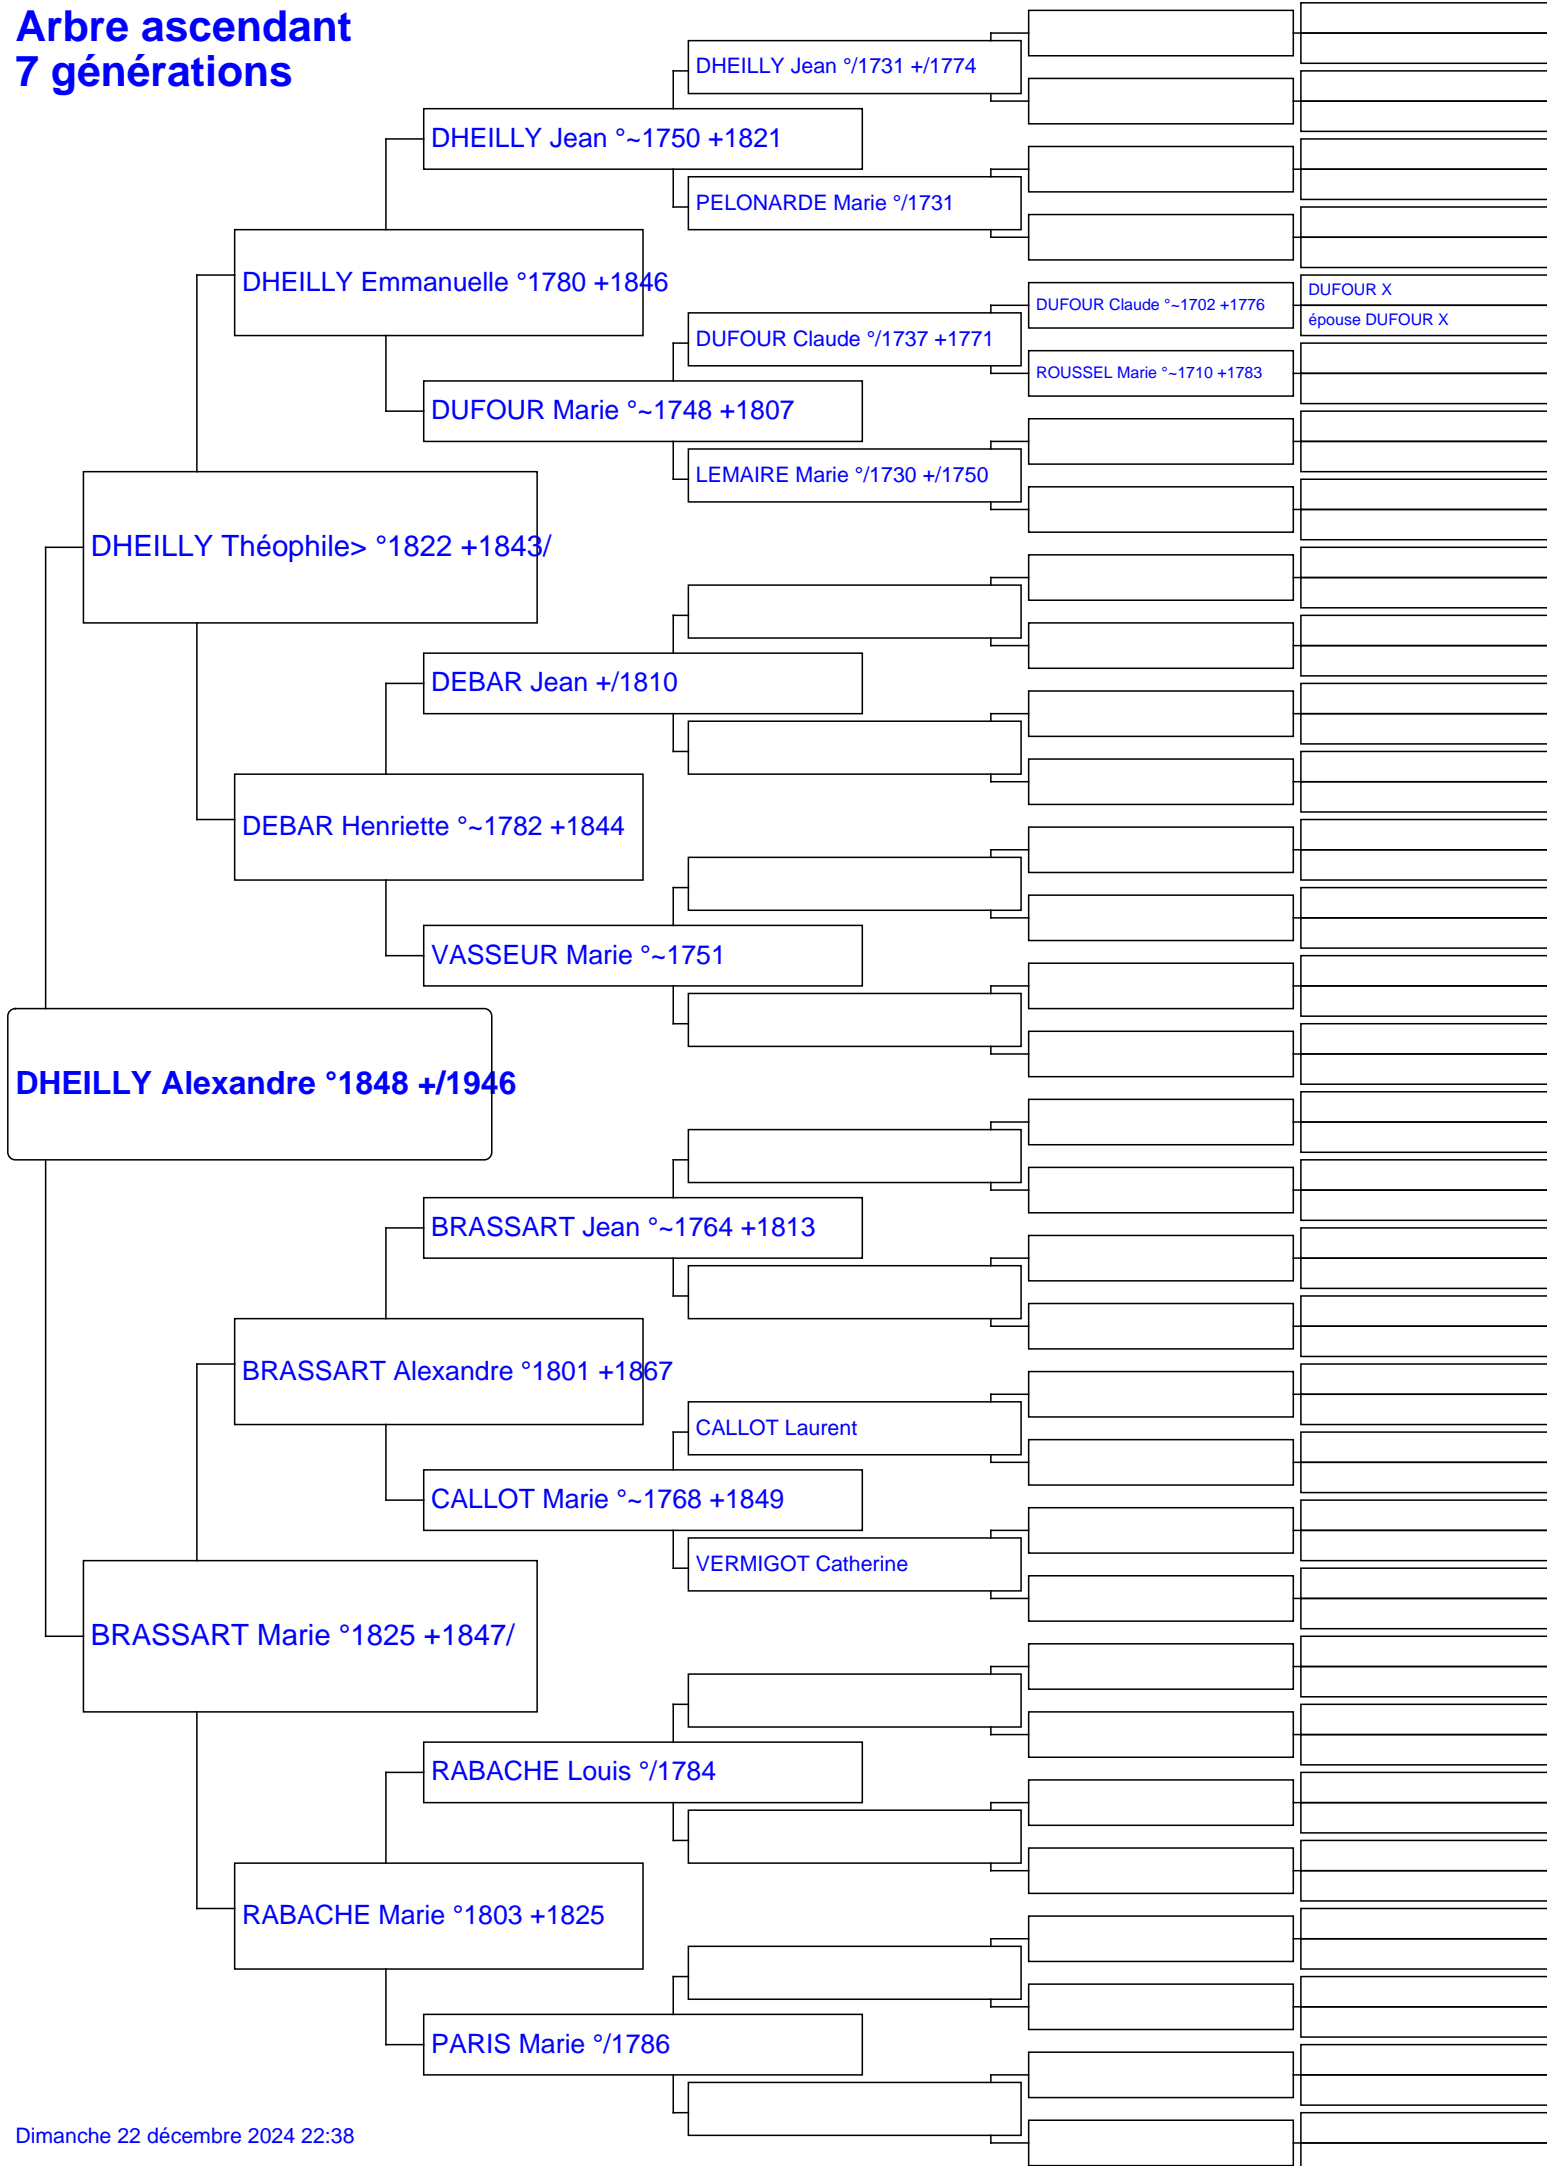 Arbre ascendant
7 générations
DHEILLY Jean °/1731 +/1774
DHEILLY Jean °~1750 +1821
PELONARDE Marie °/1731
DHEILLY Emmanuelle °1780 +1846
DUFOUR X
DUFOUR Claude °~1702 +1776
épouse DUFOUR X
DUFOUR Claude °/1737 +1771
ROUSSEL Marie °~1710 +1783
DUFOUR Marie °~1748 +1807
LEMAIRE Marie °/1730 +/1750
DHEILLY Théophile> °1822 +1843/
DEBAR Jean +/1810
DEBAR Henriette °~1782 +1844
VASSEUR Marie °~1751
DHEILLY Alexandre °1848 +/1946
BRASSART Jean °~1764 +1813
BRASSART Alexandre °1801 +1867
CALLOT Laurent
CALLOT Marie °~1768 +1849
VERMIGOT Catherine
BRASSART Marie °1825 +1847/
RABACHE Louis °/1784
RABACHE Marie °1803 +1825
PARIS Marie °/1786
Dimanche 22 décembre 2024 22:38